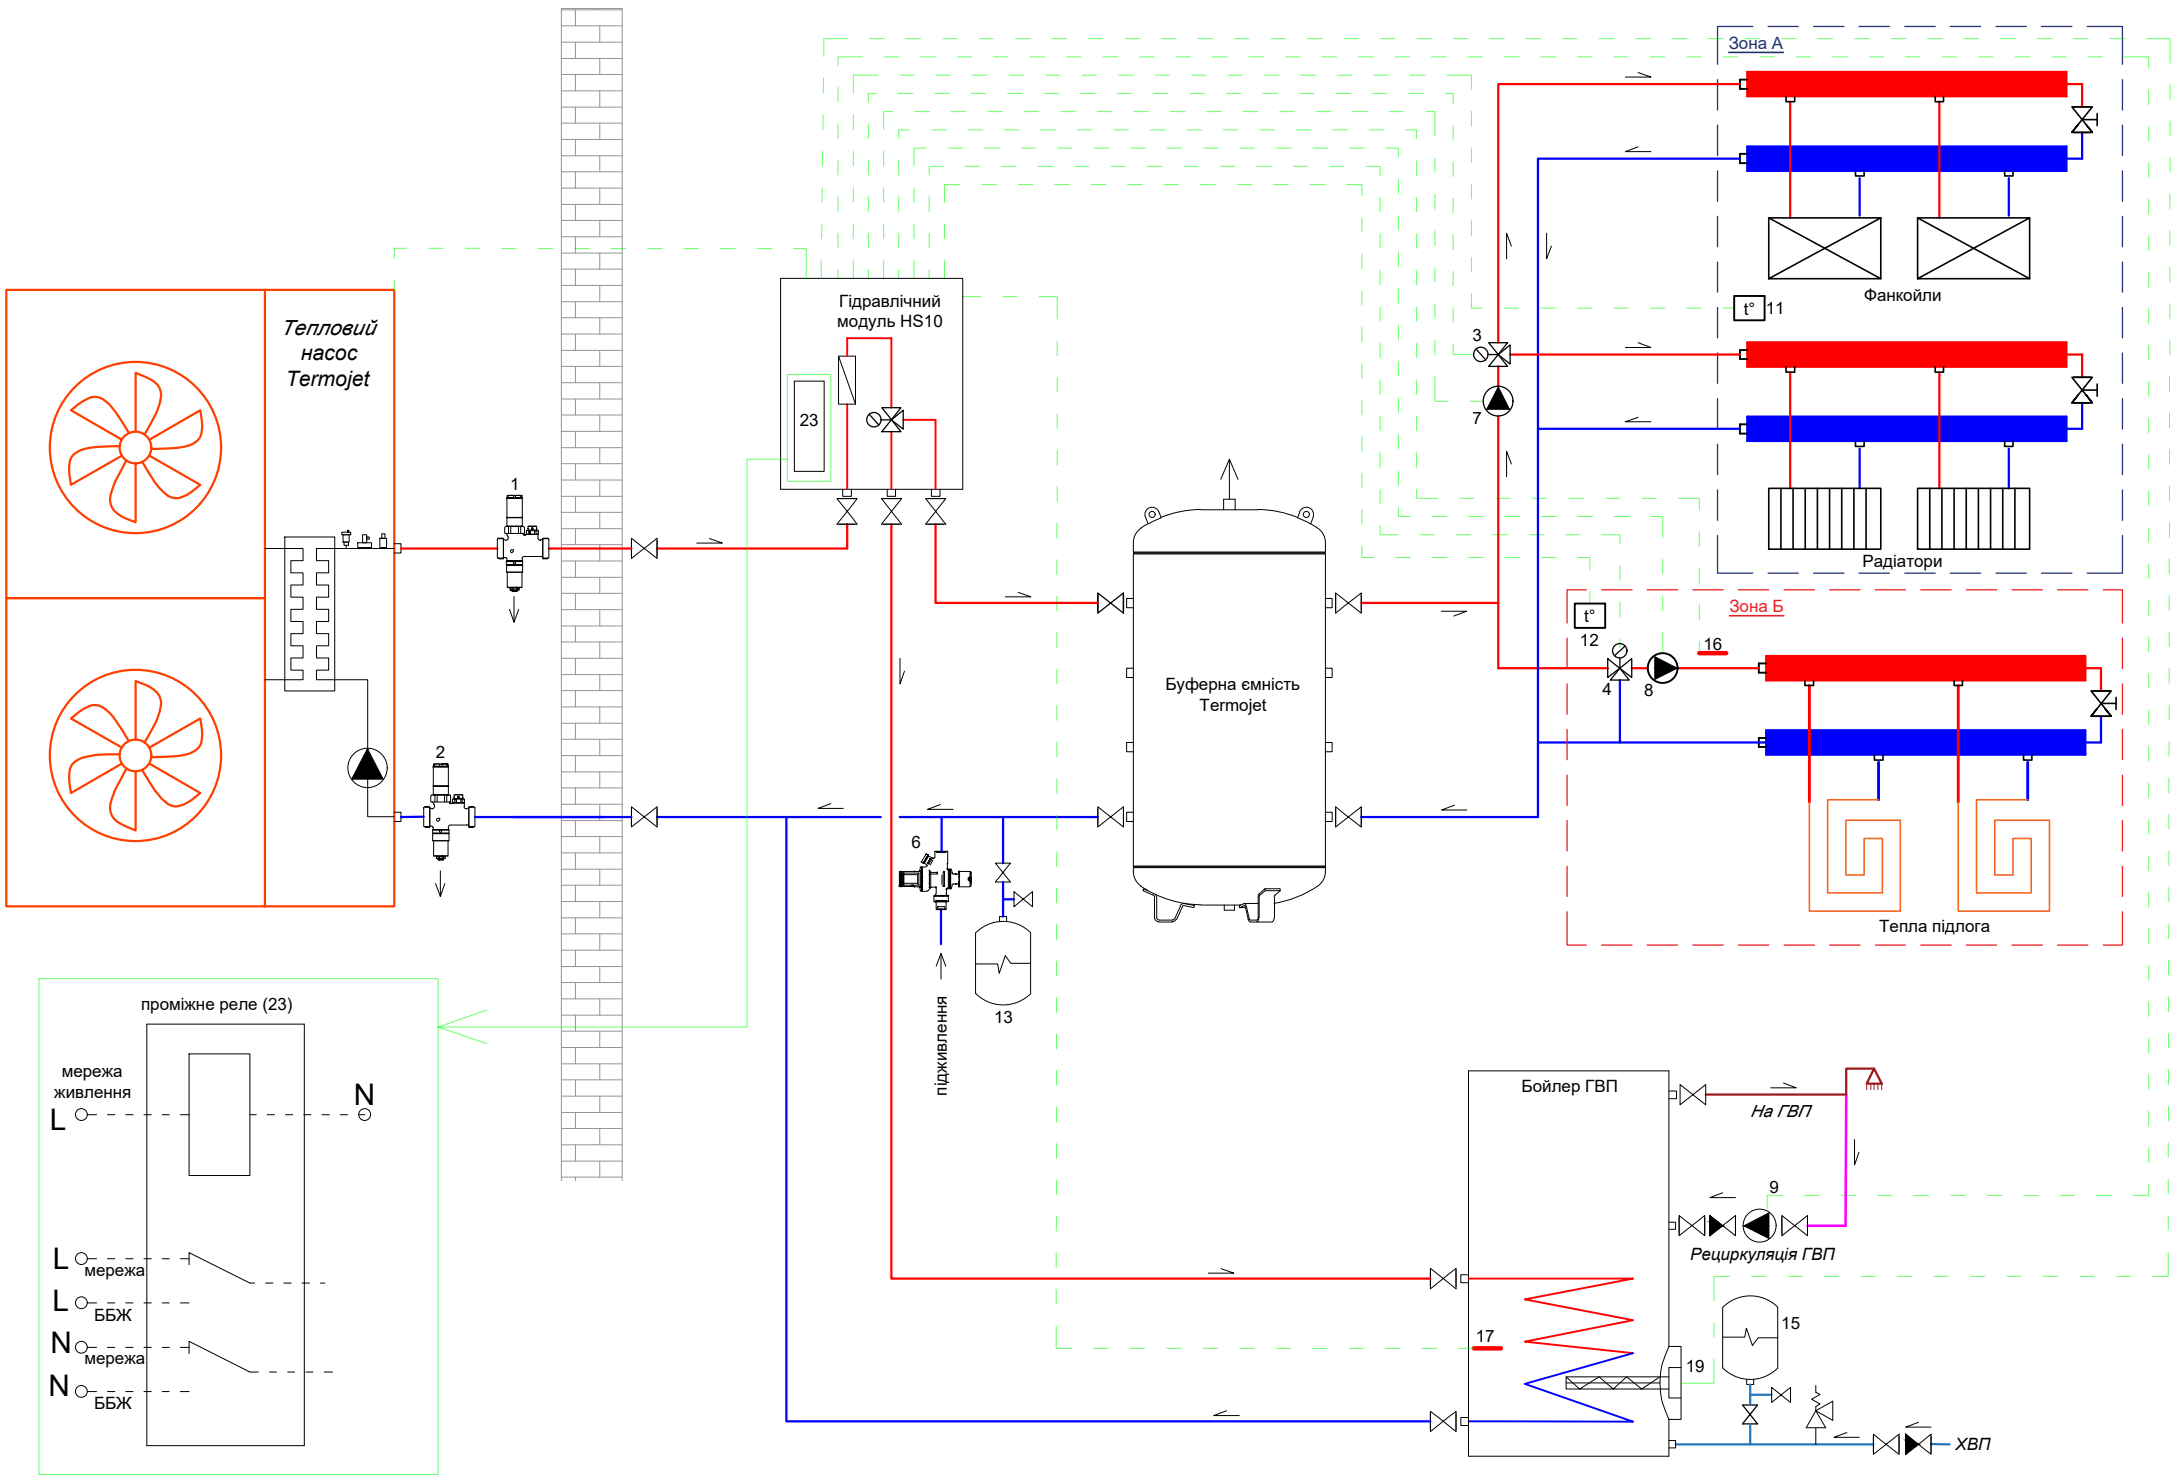 Зона А
Фанкойли
11
Радіатори
3
7
Гідравлічний
модуль HS10
23
Тепловий
насос
Termojet
1
2
Зона Б
t°
12
4
8
16
Тепла підлога
t°
Буферна ємність
Termojet
6
13
підживлення
проміжне реле (23)
мережа
живлення
L
N
L
мережа
L
ББЖ
N
мережа
N
ББЖ
Бойлер ГВП
На ГВП
9
Рециркуляція ГВП
17
15
19
ХВП